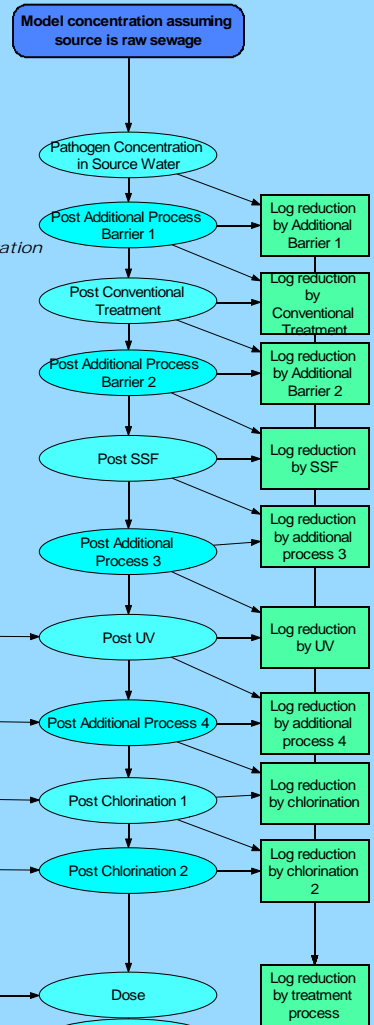 Model concentration assuming
source is raw sewage
Pathogen Concentration
in Source Water
Post Additional Process
Barrier 1
Log reduction
by Additional
Barrier 1
ation
Post Conventional
Treatment
Log reduction
by
Conventional
Treatment
Post Additional Process
Barrier 2
Log reduction
by Additional
Barrier 2
Post SSF
Log reduction
by SSF
Post Additional
Process 3
Log reduction
by additional
process 3
Post UV
Log reduction
by UV
Post Additional Process 4
Log reduction
by additional
process 4
Post Chlorination 1
Log reduction
by chlorination
Post Chlorination 2
Log reduction
by chlorination
2
Dose
Log reduction
by treatment
process